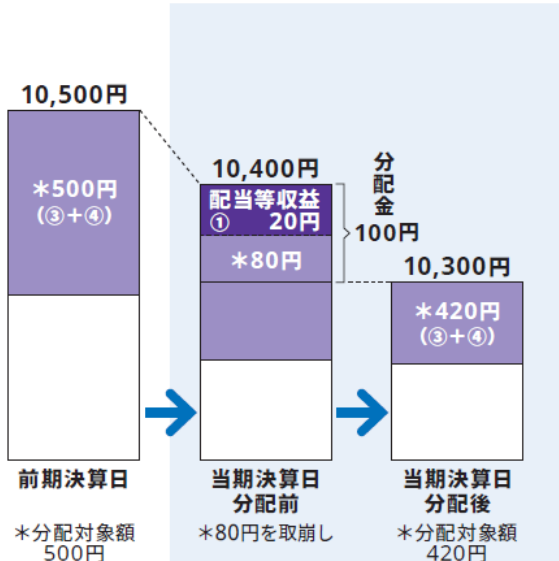 10,500円
*500円
(③+④)
前期決算日
*分配対象額
500円
10,400円
配当等収益
① 20円
*80円
分配金
100円
当期決算日
分配前
*80円を取崩し
10,300円
*420円
(③+④)
当期決算日
分配後
*分配対象額
420円